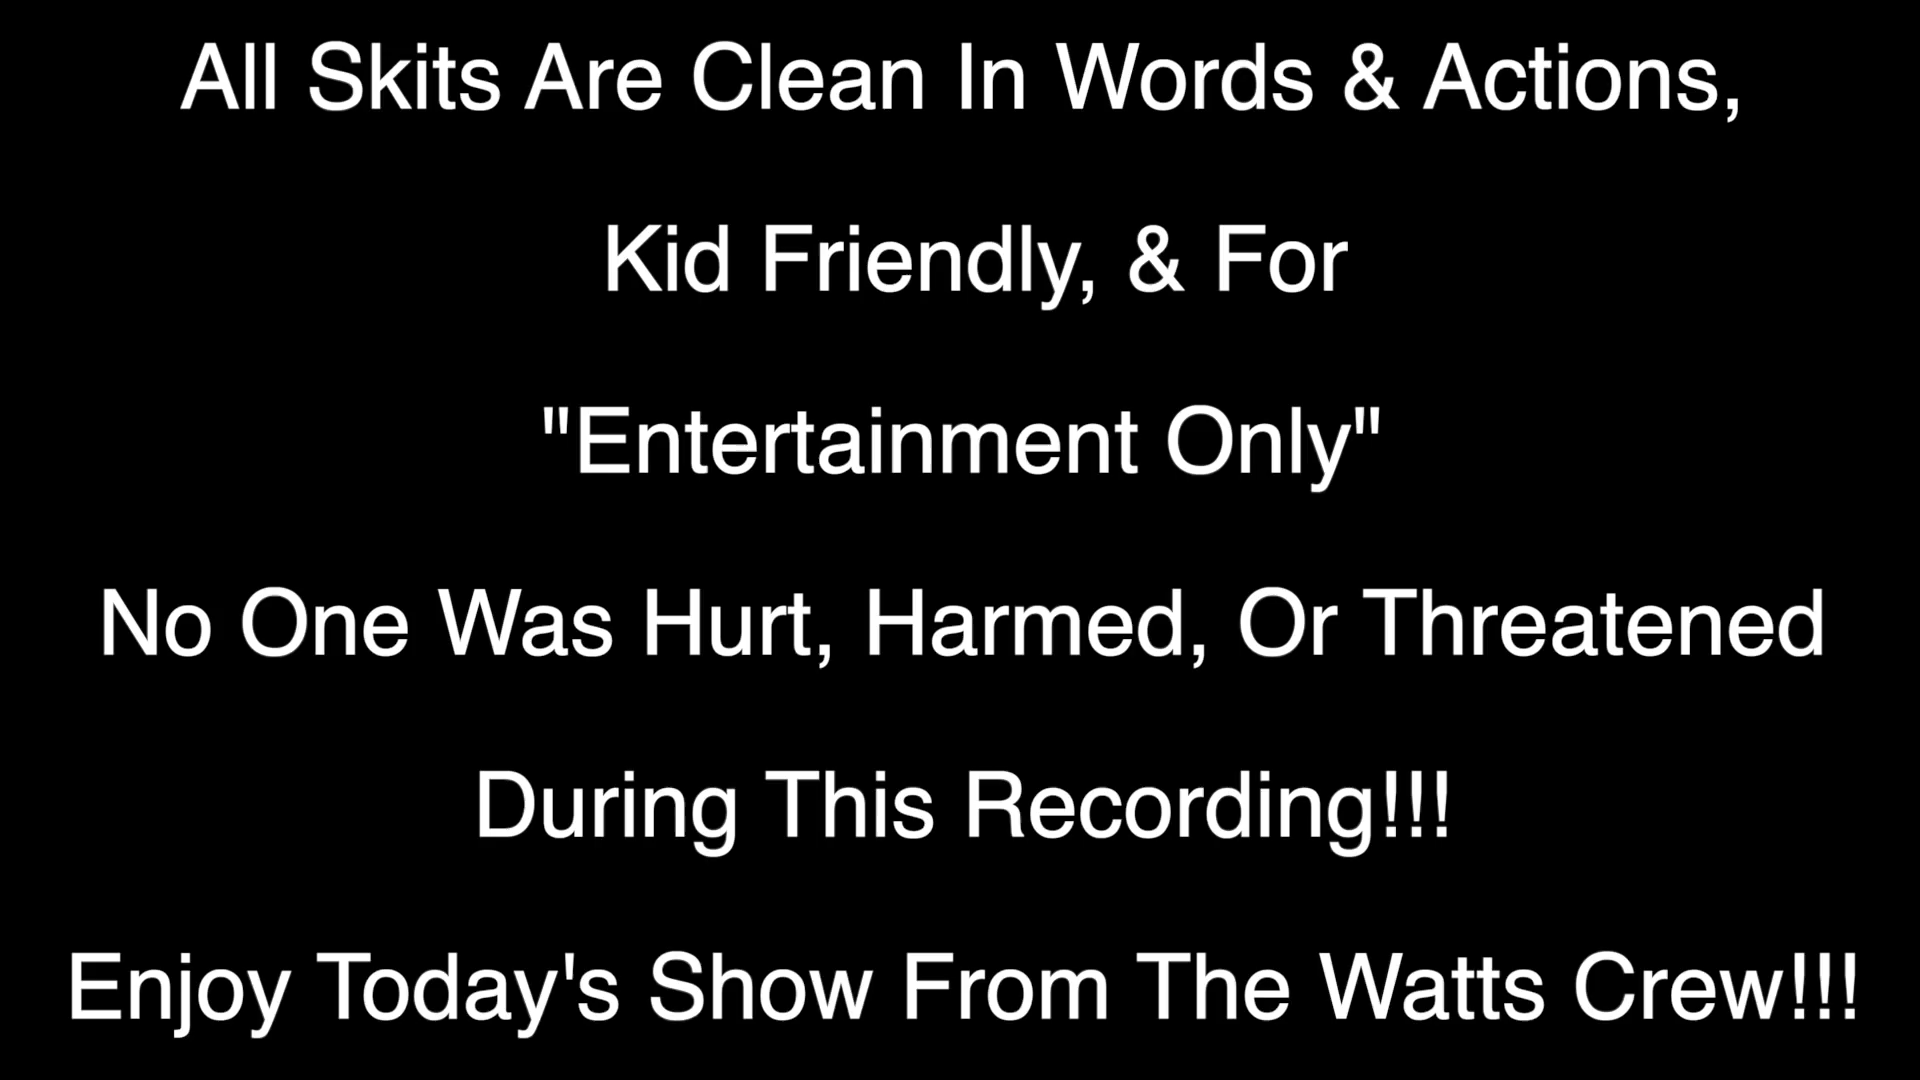 All Skits Are Clean In Words & Actions,
Kid Friendly, & For
"Entertainment Only"
No One Was Hurt, Harmed, Or Threatened
During This Recording!!!
Enjoy Today's Show From The Watts Crew!!!